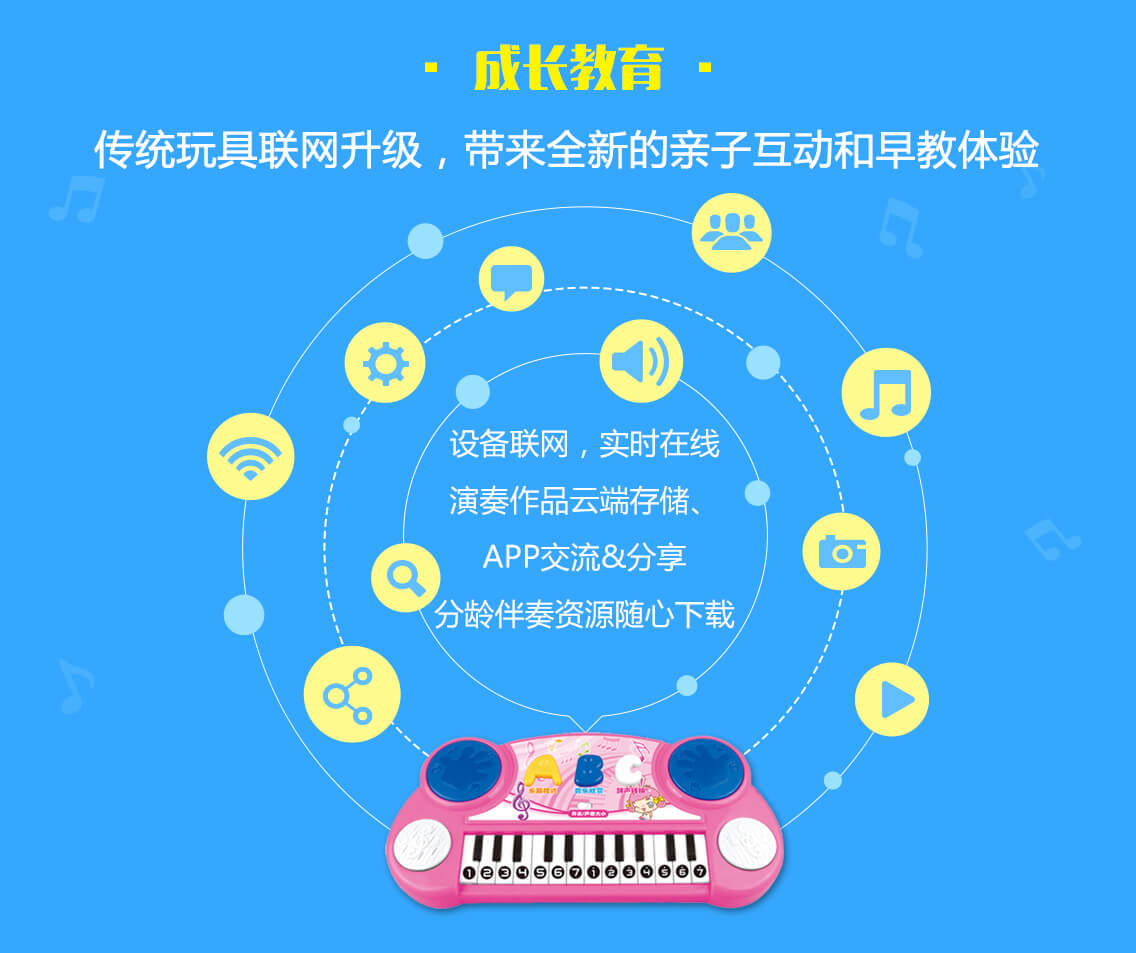 成长教育
传统玩具联网升级，带来全新的亲子互动和早教体验
设备联网，实时在线
演奏作品云端存储、
APP交流&分享
分龄伴奏资源随心下载
A B C
1 2 3 4 5 6 7 1 2 3 4 5 6 7